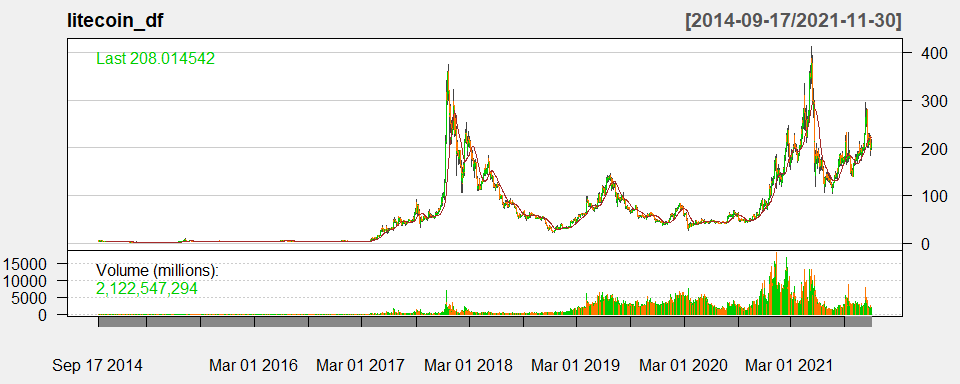 litecoin_df [2014-09-17/2021-11-30]
Last 208.014542
400
300
200
100
0
Volume (millions):
2,122,547,294
15000
10000
5000
0
Sep 17 2014 Mar 01 2016 Mar 01 2017 Mar 01 2018 Mar 01 2019 Mar 01 2020 Mar 01 2021